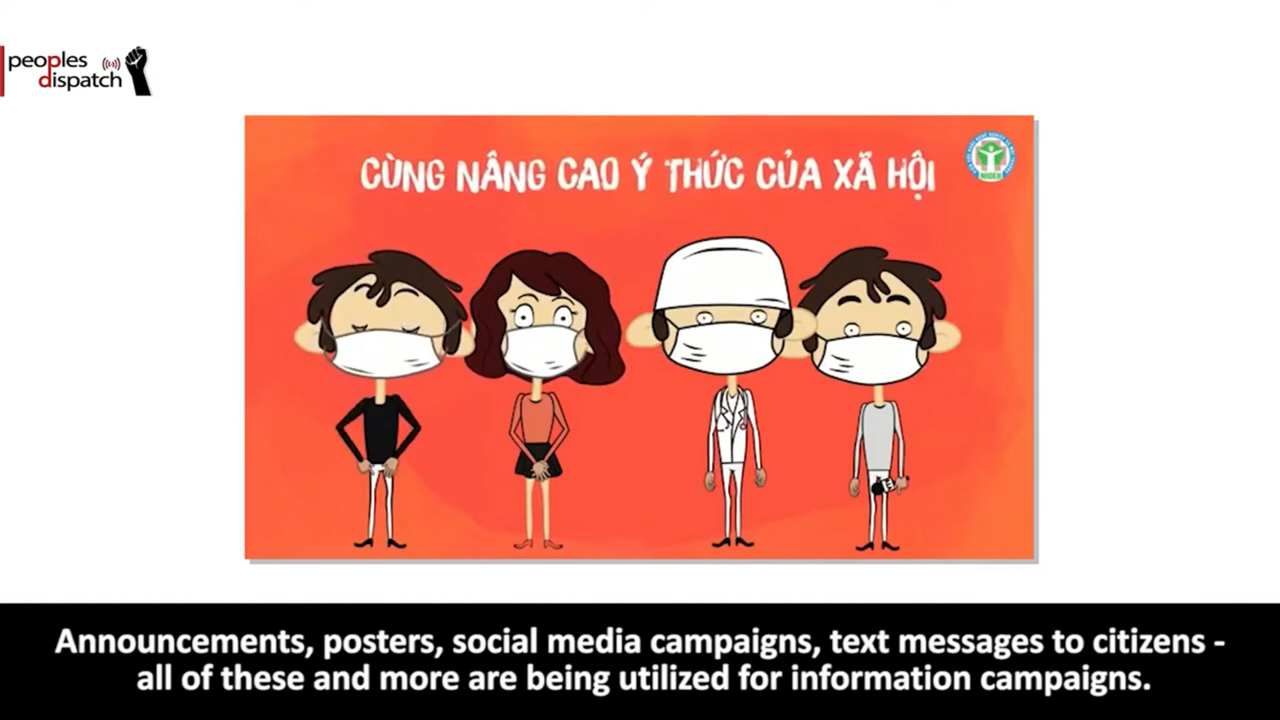 peoples
dispatch
CÙNG NÂNG CAO Ý THỨC CỦA XÃ HỘI
NIOEH
Announcements, posters, social media campaigns, text messages to citizens -
all of these and more are being utilized for information campaigns.